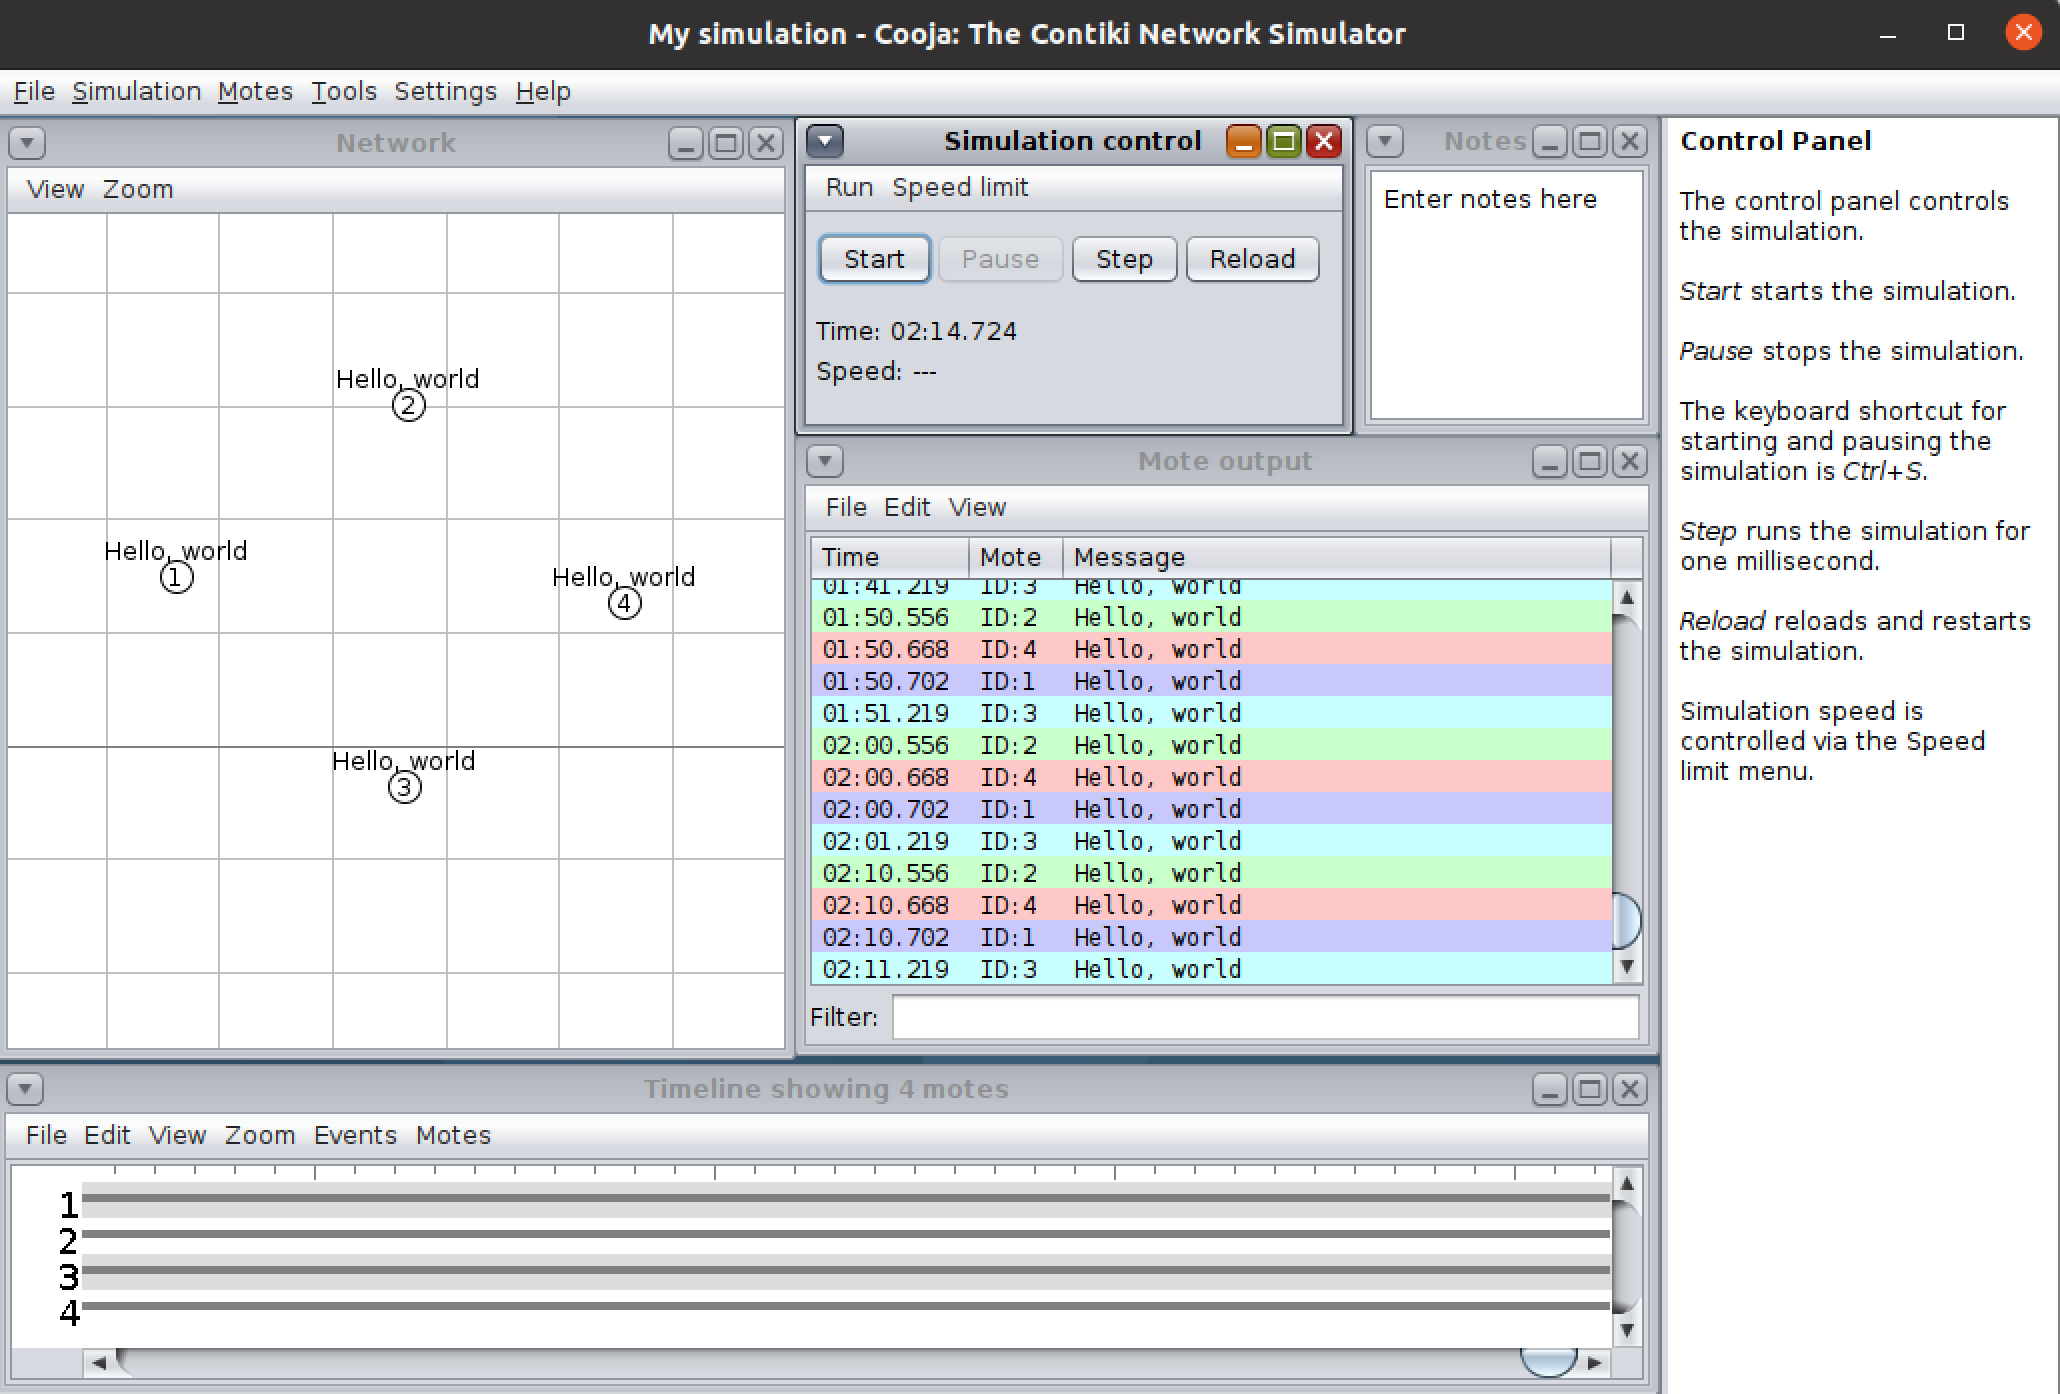 My simulation - Cooja: The Contiki Network Simulator
File Simulation Motes Tools Settings Help
Network
View Zoom
Hello, world
2
Hello, world
1
Hello, world
4
Hello, world
3
Simulation control
Run Speed limit
Start Pause Step Reload
Time: 02:14.724
Speed: ---
Notes
Enter notes here
Mote output
File Edit View
Time Mote Message
01:41.219 ID:3 Hello, world
01:50.556 ID:2 Hello, world
01:50.668 ID:4 Hello, world
01:50.702 ID:1 Hello, world
01:51.219 ID:3 Hello, world
02:00.556 ID:2 Hello, world
02:00.668 ID:4 Hello, world
02:00.702 ID:1 Hello, world
02:01.219 ID:3 Hello, world
02:10.556 ID:2 Hello, world
02:10.668 ID:4 Hello, world
02:10.702 ID:1 Hello, world
02:11.219 ID:3 Hello, world
Filter:
Timeline showing 4 motes
File Edit View Zoom Events Motes
1
2
3
4
Control Panel
The control panel controls
the simulation.
Start starts the simulation.
Pause stops the simulation.
The keyboard shortcut for
starting and pausing the
simulation is Ctrl+S.
Step runs the simulation for
one millisecond.
Reload reloads and restarts
the simulation.
Simulation speed is
controlled via the Speed
limit menu.